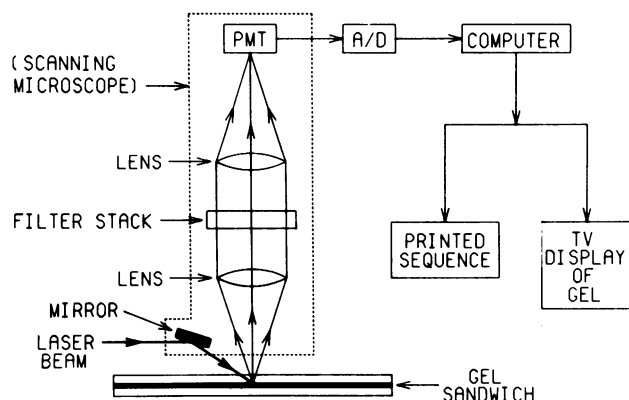 PMT
A/D
COMPUTER
(SCANNING
MICROSCOPE)
LENS
FILTER STACK
LENS
PRINTED
SEQUENCE
TV
DISPLAY
OF
GEL
MIRROR
LASER
BEAM
GEL
SANDWICH